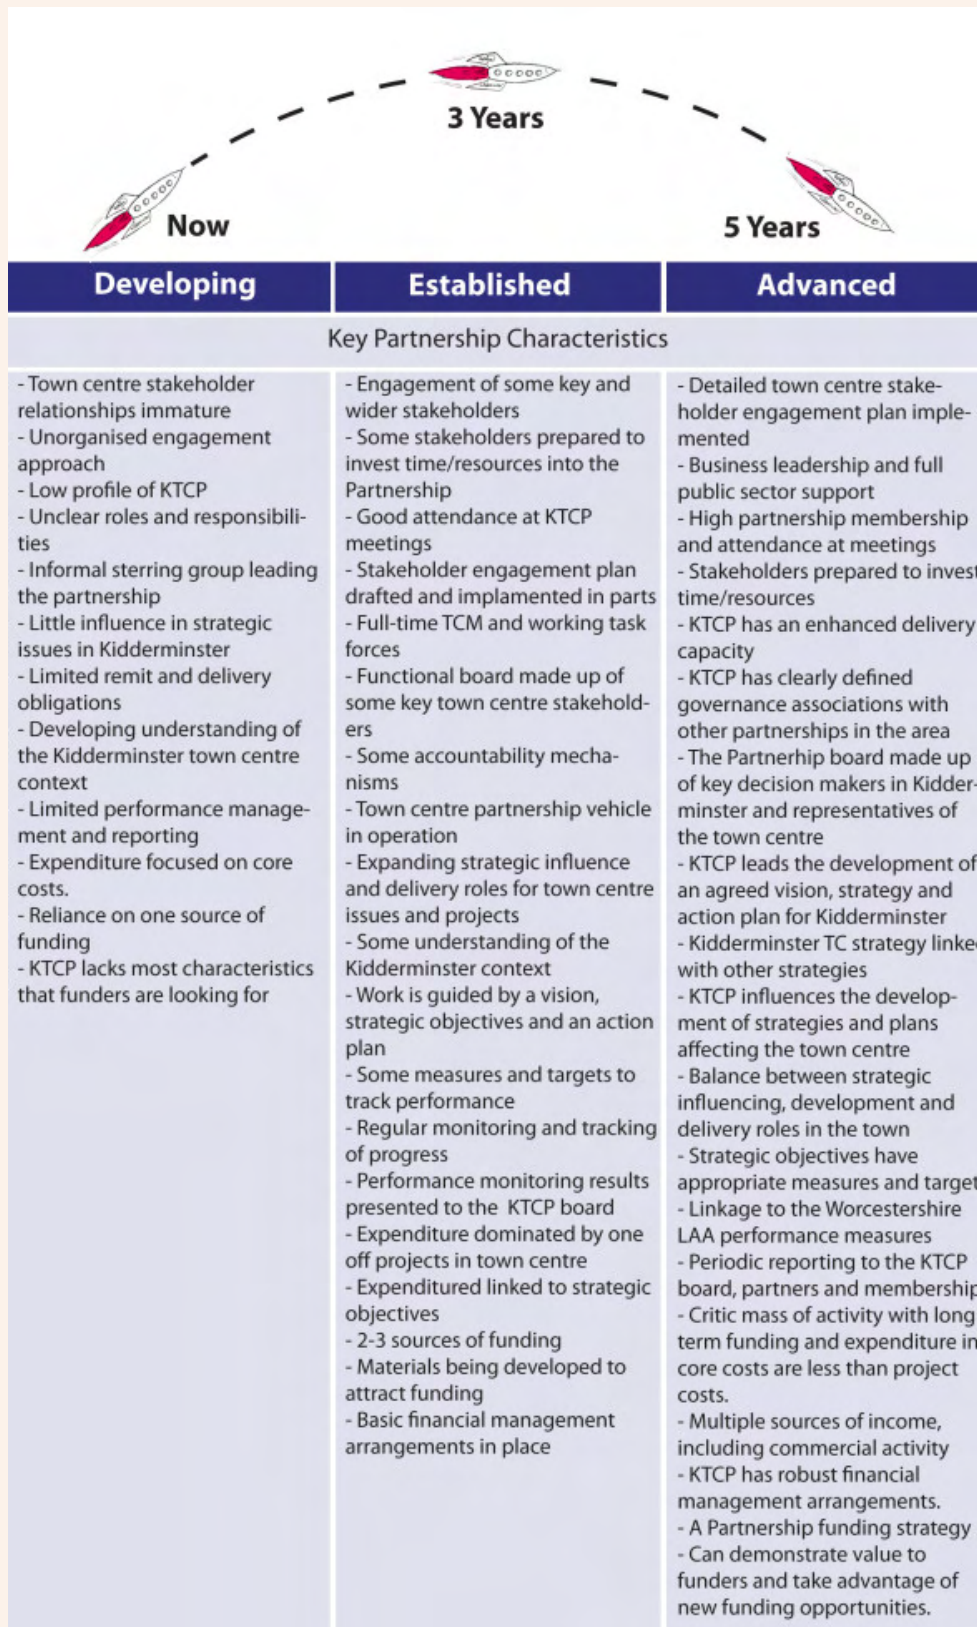 3 Years
Now
5 Years
Developing
Established
Advanced
Key Partnership Characteristics
- Town centre stakeholder
relationships immature
- Unorganised engagement
approach
- Low profile of KTCP
- Unclear roles and responsibili-
ties
- Informal sterring group leading
the partnership
- Little influence in strategic
issues in Kidderminster
- Limited remit and delivery
obligations
- Developing understanding of
the Kidderminster town centre
context
- Limited performance manage-
ment and reporting
- Expenditure focused on core
costs.
- Reliance on one source of
funding
- KTCP lacks most characteristics
that funders are looking for
- Engagement of some key and
wider stakeholders
- Some stakeholders prepared to
invest time/resources into the
Partnership
- Good attendance at KTCP
meetings
- Stakeholder engagement plan
drafted and implamented in parts
- Full-time TCM and working task
forces
- Functional board made up of
some key town centre stakehold-
ers
- Some accountability mecha-
nisms
- Town centre partnership vehicle
in operation
- Expanding strategic influence
and delivery roles for town centre
issues and projects
- Some understanding of the
Kidderminster context
- Work is guided by a vision,
strategic objectives and an action
plan
- Some measures and targets to
track performance
- Regular monitoring and tracking
of progress
- Performance monitoring results
presented to the KTCP board
- Expenditure dominated by one
off projects in town centre
- Expenditured linked to strategic
objectives
- 2-3 sources of funding
- Materials being developed to
attract funding
- Basic financial management
arrangements in place
- Detailed town centre stake-
holder engagement plan imple-
mented
- Business leadership and full
public sector support
- High partnership membership
and attendance at meetings
- Stakeholders prepared to invest
time/resources
- KTCP has an enhanced delivery
capacity
- KTCP has clearly defined
governance associations with
other partnerships in the area
- The Partnerhip board made up
of key decision makers in Kidder-
minster and representatives of
the town centre
- KTCP leads the development of
an agreed vision, strategy and
action plan for Kidderminster
- Kidderminster TC strategy linked
with other strategies
- KTCP influences the develop-
ment of strategies and plans
affecting the town centre
- Balance between strategic
influencing, development and
delivery roles in the town
- Strategic objectives have
appropriate measures and target
- Linkage to the Worcestershire
LAA performance measures
- Periodic reporting to the KTCP
board, partners and membership
- Critic mass of activity with long
term funding and expenditure in
core costs are less than project
costs.
- Multiple sources of income,
including commercial activity
- KTCP has robust financial
management arrangements.
- A Partnership funding strategy
- Can demonstrate value to
funders and take advantage of
new funding opportunities.